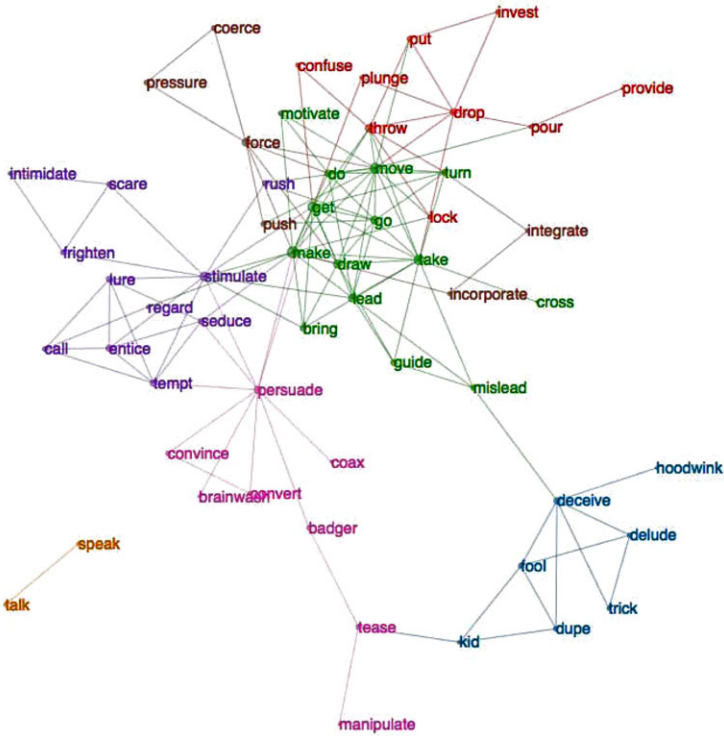 invest
coerce
put
confuse
plunge
pressure
provide
motivate
drop
throw
pour
force
do
move
turn
intimidate
scare
rush
get
push
go
lock
integrate
frighten
make
draw
take
lure
stimulate
lead
incorporate
cross
regard
seduce
bring
call
entice
guide
tempt
persuade
mislead
convince
coax
hoodwink
brainwash
convert
deceive
badger
delude
speak
fool
talk
trick
tease
dupe
kid
manipulate